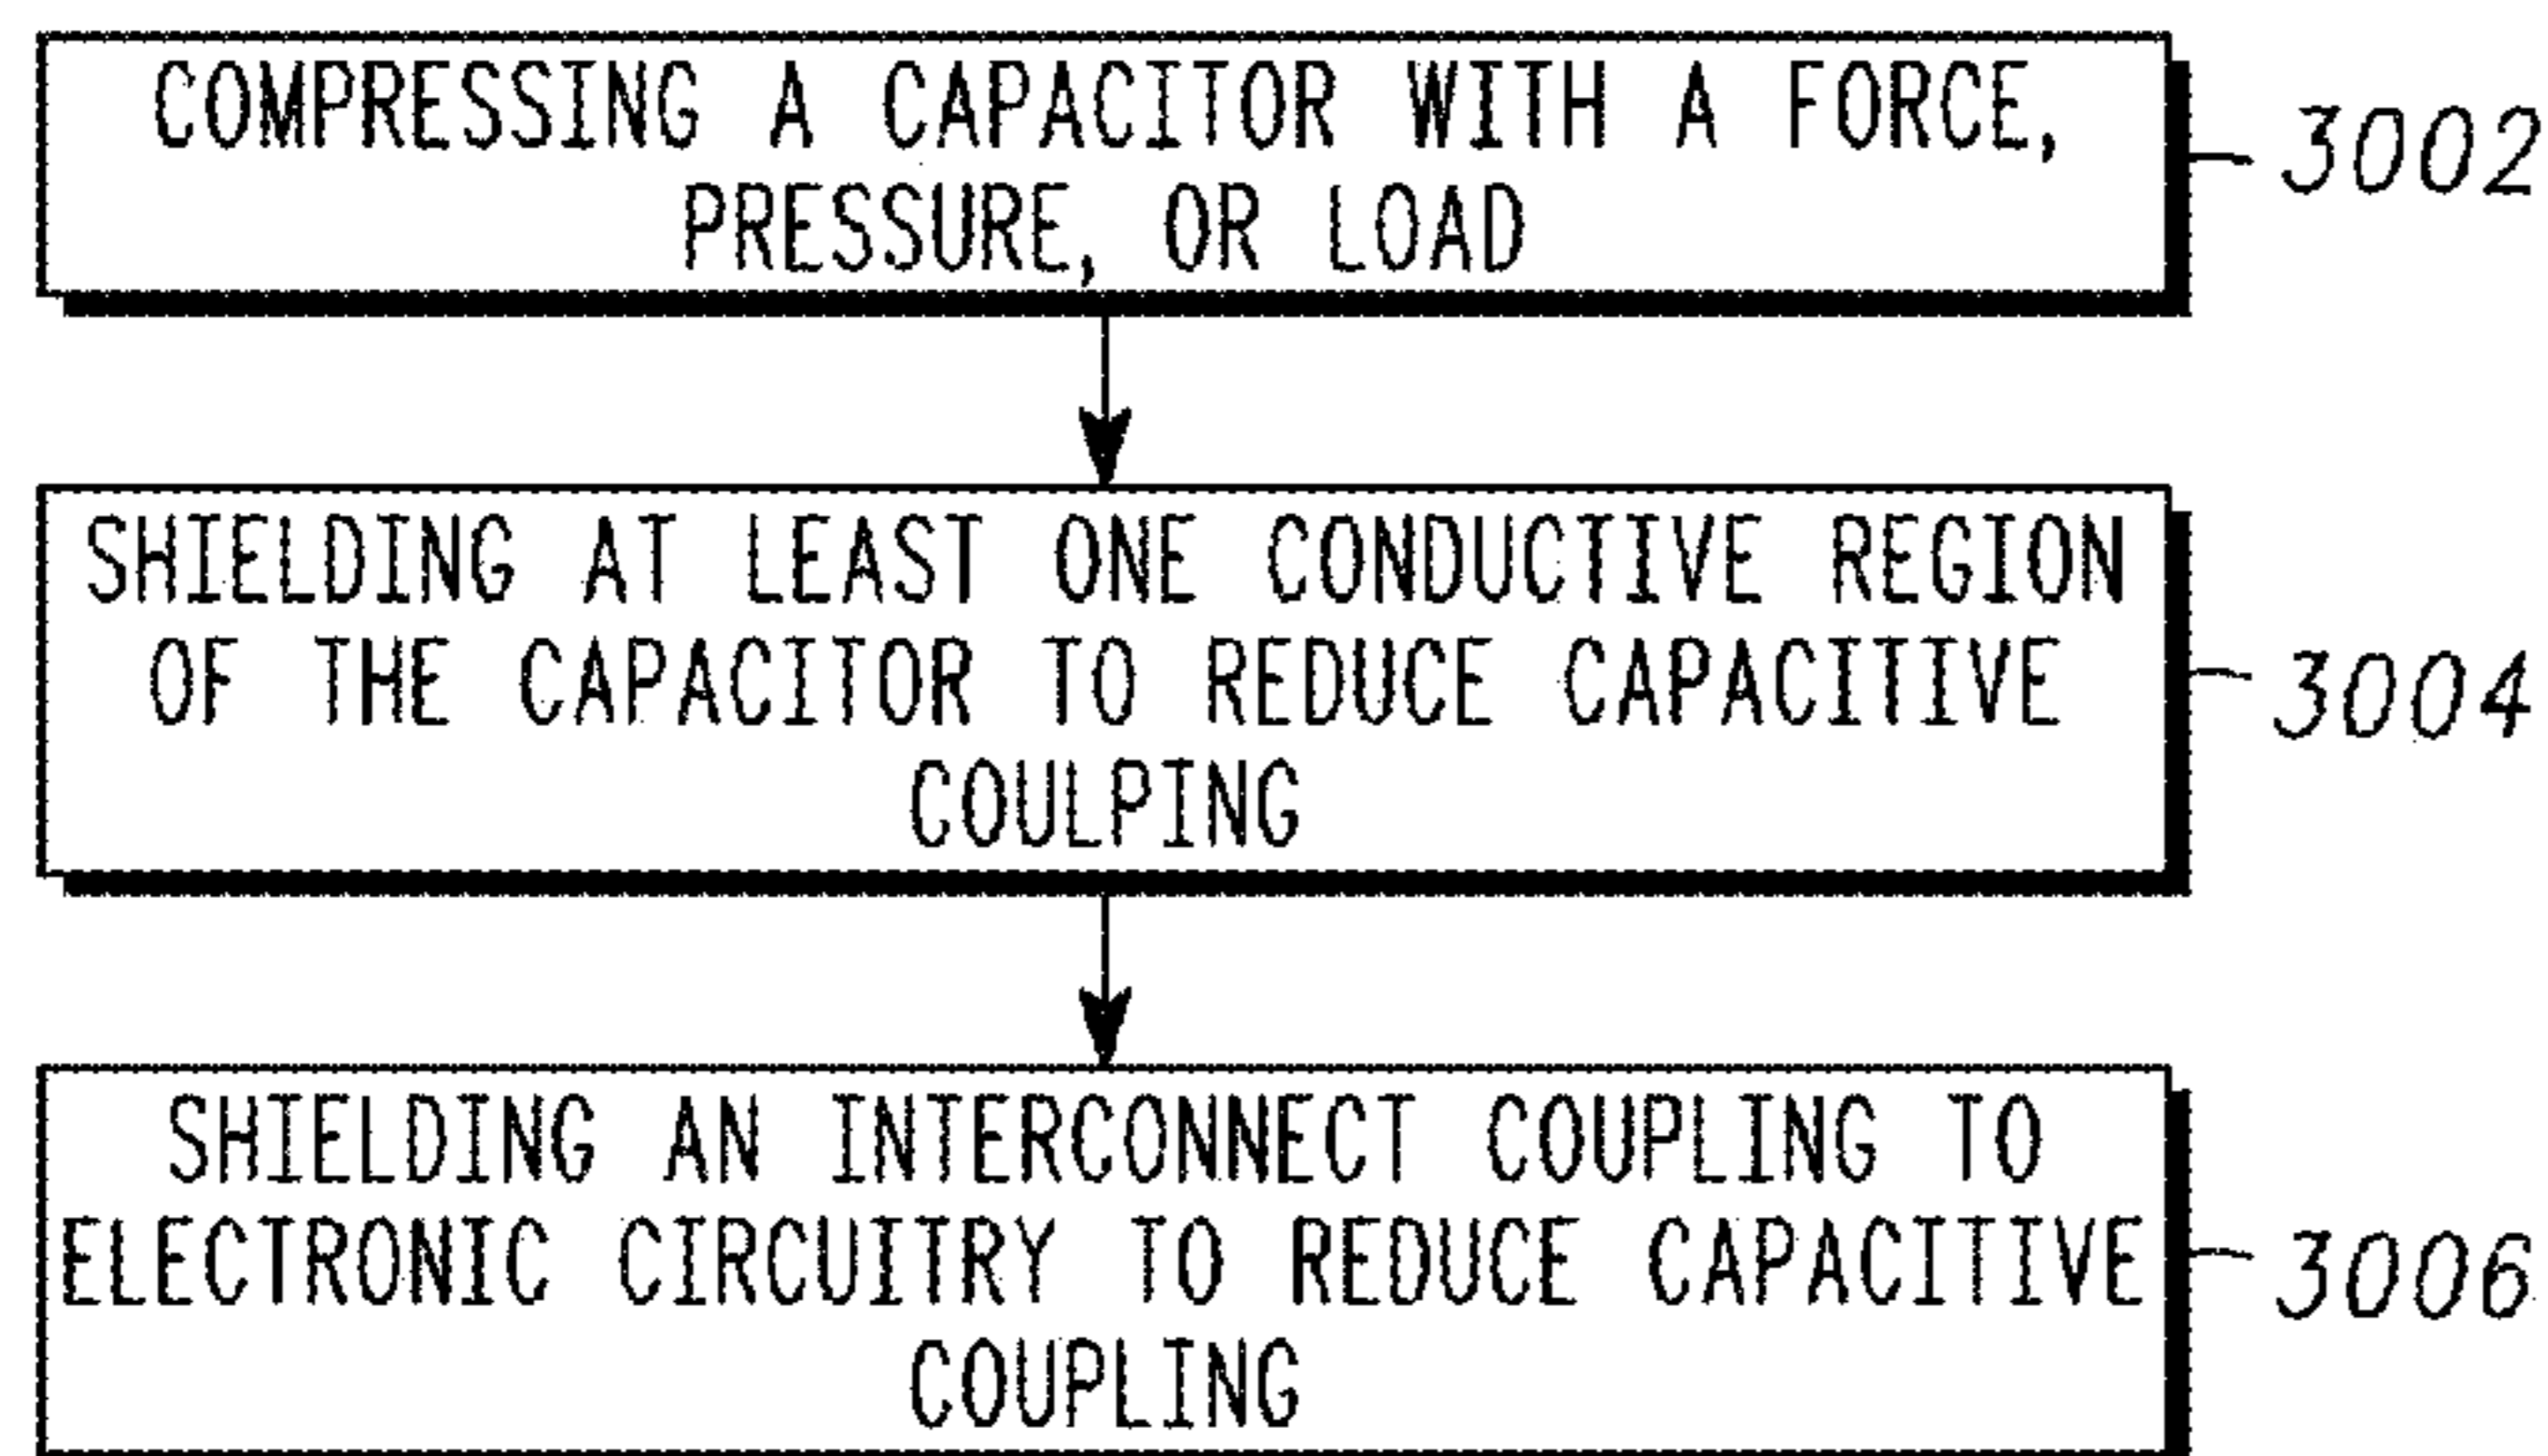 COMPRESSING A CAPACITOR WITH A FORCE,
PRESSURE, OR LOAD
3002
SHIELDING AT LEAST ONE CONDUCTIVE REGION
OF THE CAPACITOR TO REDUCE CAPACITIVE
COULPING
3004
SHIELDING AN INTERCONNECT COUPLING TO
ELECTRONIC CIRCUITRY TO REDUCE CAPACITIVE
COUPLING
3006